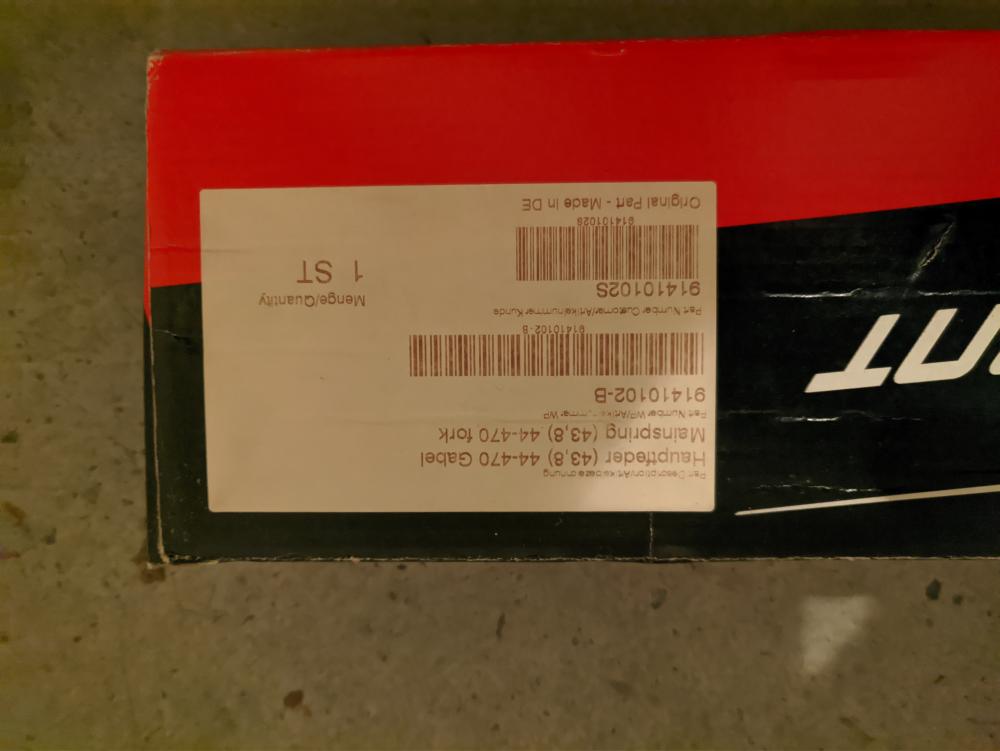 Part Description/Artikelbezeichnung
Hauptfeder (43,8) 44-470 Gabel
Mainspring (43,8) 44-470 fork
Part Number WP/Artikelnummer WP
91410102-B
91410102-B
Part Number Customer/Artikelnummer Kunde
91410102S
91410102S
Original Part - Made in DE
Menge/Quantity
1 ST